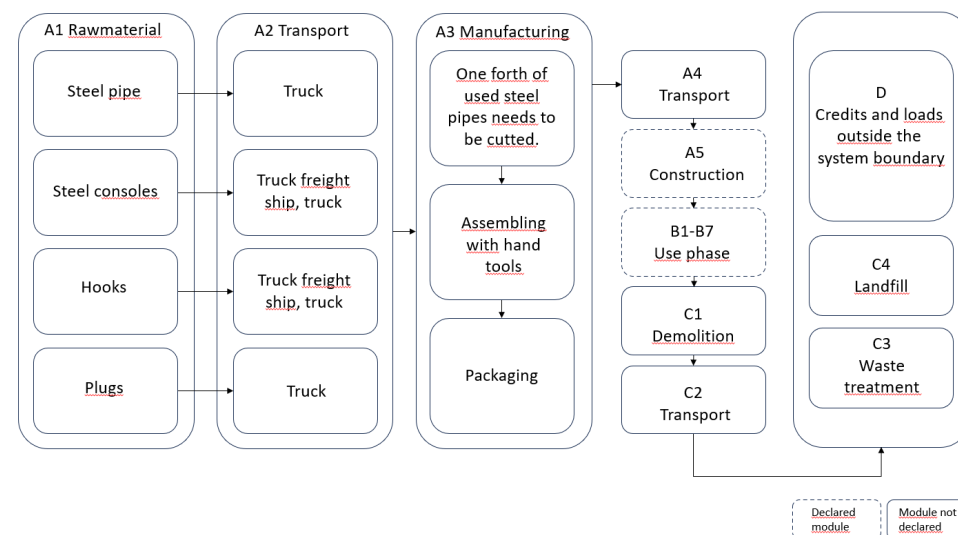 A1 Rawmaterial
Steel pipe
Steel consoles
Hooks
Plugs
A2 Transport
Truck
Truck freight
ship, truck
Truck freight
ship, truck
Truck
A3 Manufacturing
One forth of
used steel
pipes needs to
be cutted.
Assembling
with hand
tools
Packaging
A4
Transport
A5
Construction
B1-B7
Use phase
C1
Demolition
C2
Transport
D
Credits and loads
outside the
system boundary
C4
Landfill
C3
Waste
treatment
Declared
module
Module not
declared